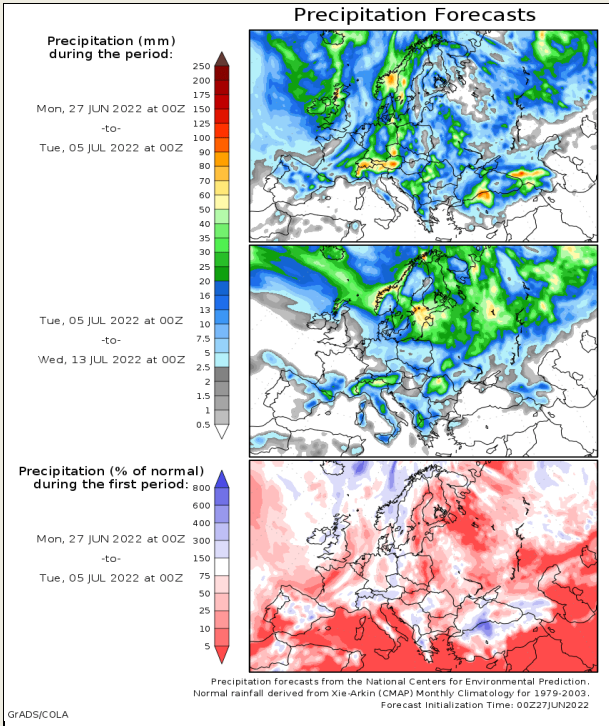 Precipitation Forecasts
Precipitation (mm)
during the period:
Mon, 27 JUN 2022 at 00Z
-to-
Tue, 05 JUL 2022 at 00Z
250
200
175
150
125
100
90
80
70
60
50
40
35
30
25
20
16
13
10
7.5
5
2.5
2
1.5
1
0.5
Tue, 05 JUL 2022 at 00Z
-to-
Wed, 13 JUL 2022 at 00Z
Precipitation (% of normal)
during the first period:
Mon, 27 JUN 2022 at 00Z
-to-
Tue, 05 JUL 2022 at 00Z
800
600
400
300
150
75
50
25
10
5
Precipitation forecasts from the National Centers for Environmental Prediction.
Normal rainfall derived from Xie-Arkin (CMAP) Monthly Climatology for 1979-2003.
Forecast Initialization Time: 00Z27JUN2022
GrADS/COLA